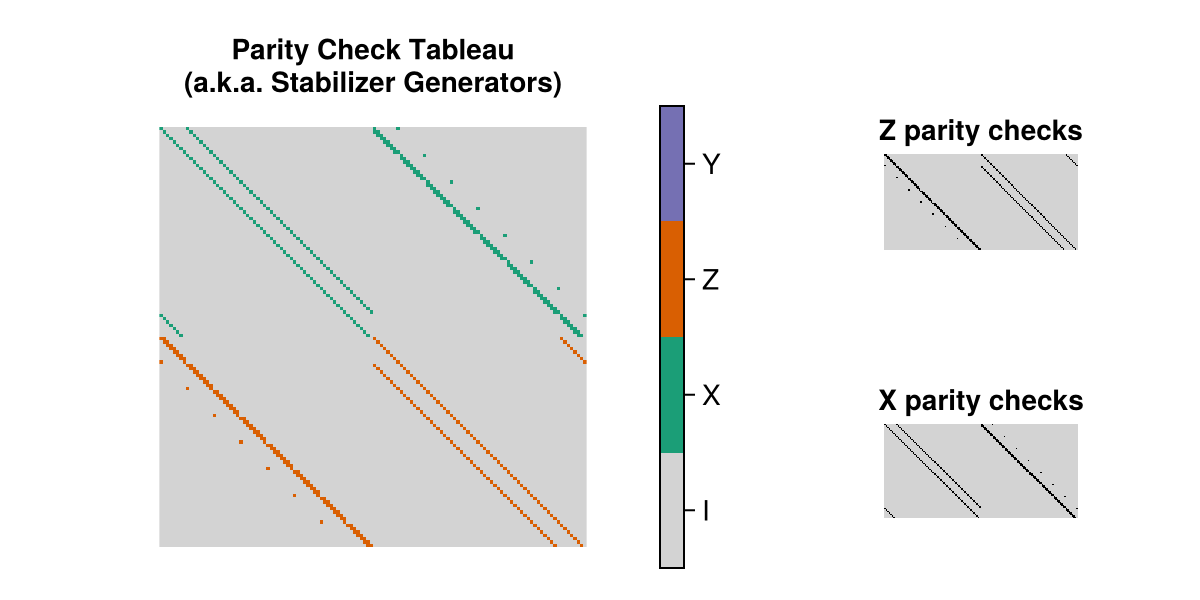 Parity Check Tableau
(a.k.a. Stabilizer Generators)
Y
Z
X
I
Z parity checks
X parity checks